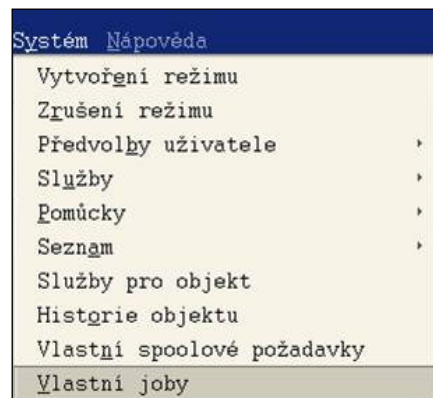 Systém Nápověda
Vytvoření režimu
Zrušení režimu
Předvolby uživatele
Služby
Pomůcky
Seznam
Služby pro objekt
Historie objektu
Vlastní spoolové požadavky
Vlastní joby